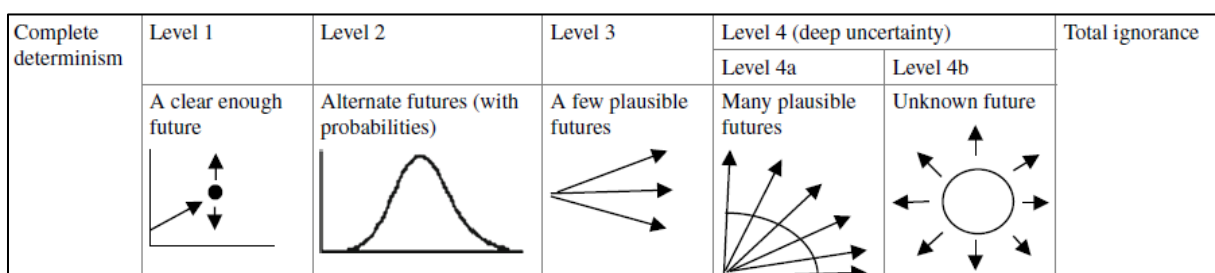 Complete
determinism
Level 1
Level 2
Level 3
Level 4 (deep uncertainty)
Total ignorance
Level 4a
Level 4b
A clear enough
future
Alternate futures (with
probabilities)
A few plausible
futures
Many plausible
futures
Unknown future